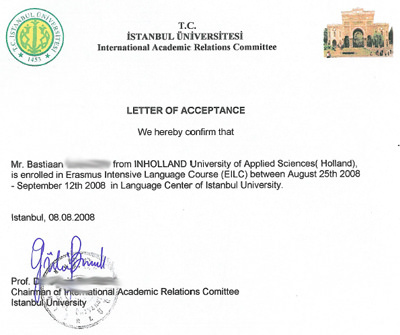 T.C.
İSTANBUL ÜNİVERSİTESİ
International Academic Relations Committee
T.C. İSTANBUL ÜNİVERSİTESİ
1453
LETTER OF ACCEPTANCE
We hereby confirm that
Mr. Bastiaan from INHOLLAND University of Applied Sciences( Holland),
is enrolled in Erasmus Intensive Language Course (EILC) between August 25th 2008
- September 12th 2008 in Language Center of Istanbul University.
Istanbul, 08.08.2008
Prof. D
Chairman of International Academic Relations Comittee
Istanbul University